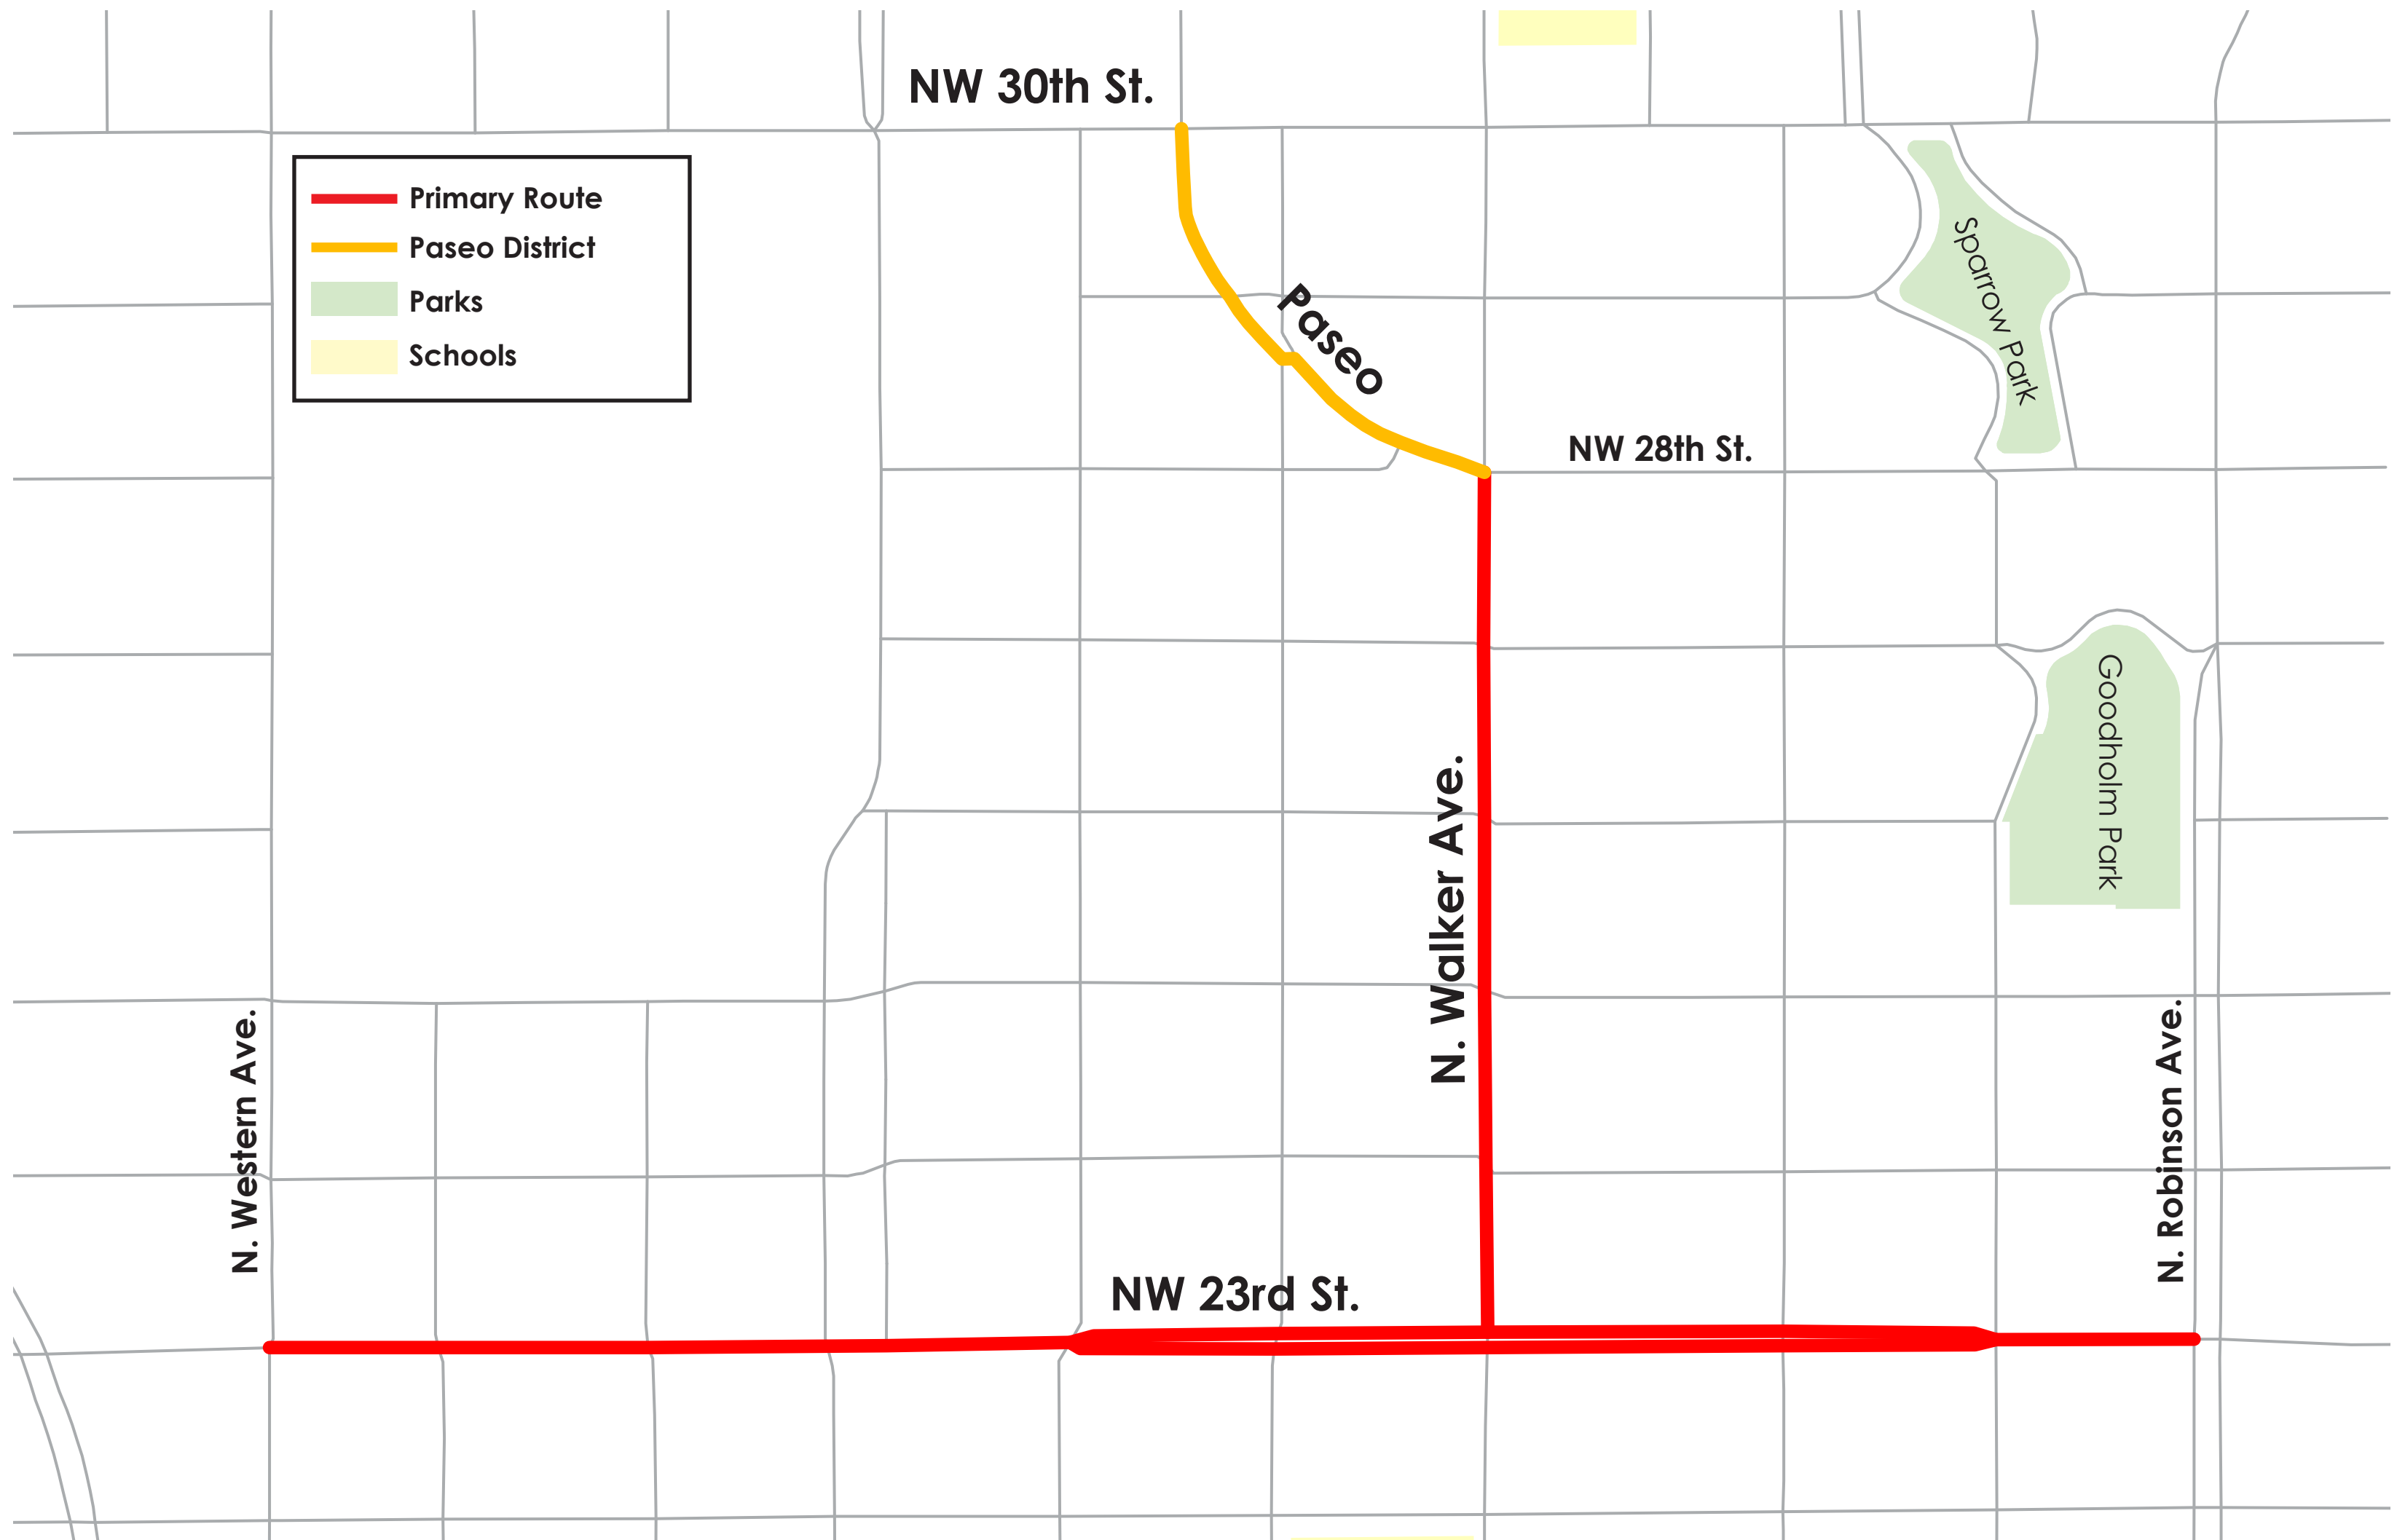 NW 30th St.
Primary Route
Paseo District
Parks
Schools
Paseo
Sparrow Park
NW 28th St.
Goodholm Park
N. Walker Ave.
N. Western Ave.
N. Robinson Ave.
NW 23rd St.